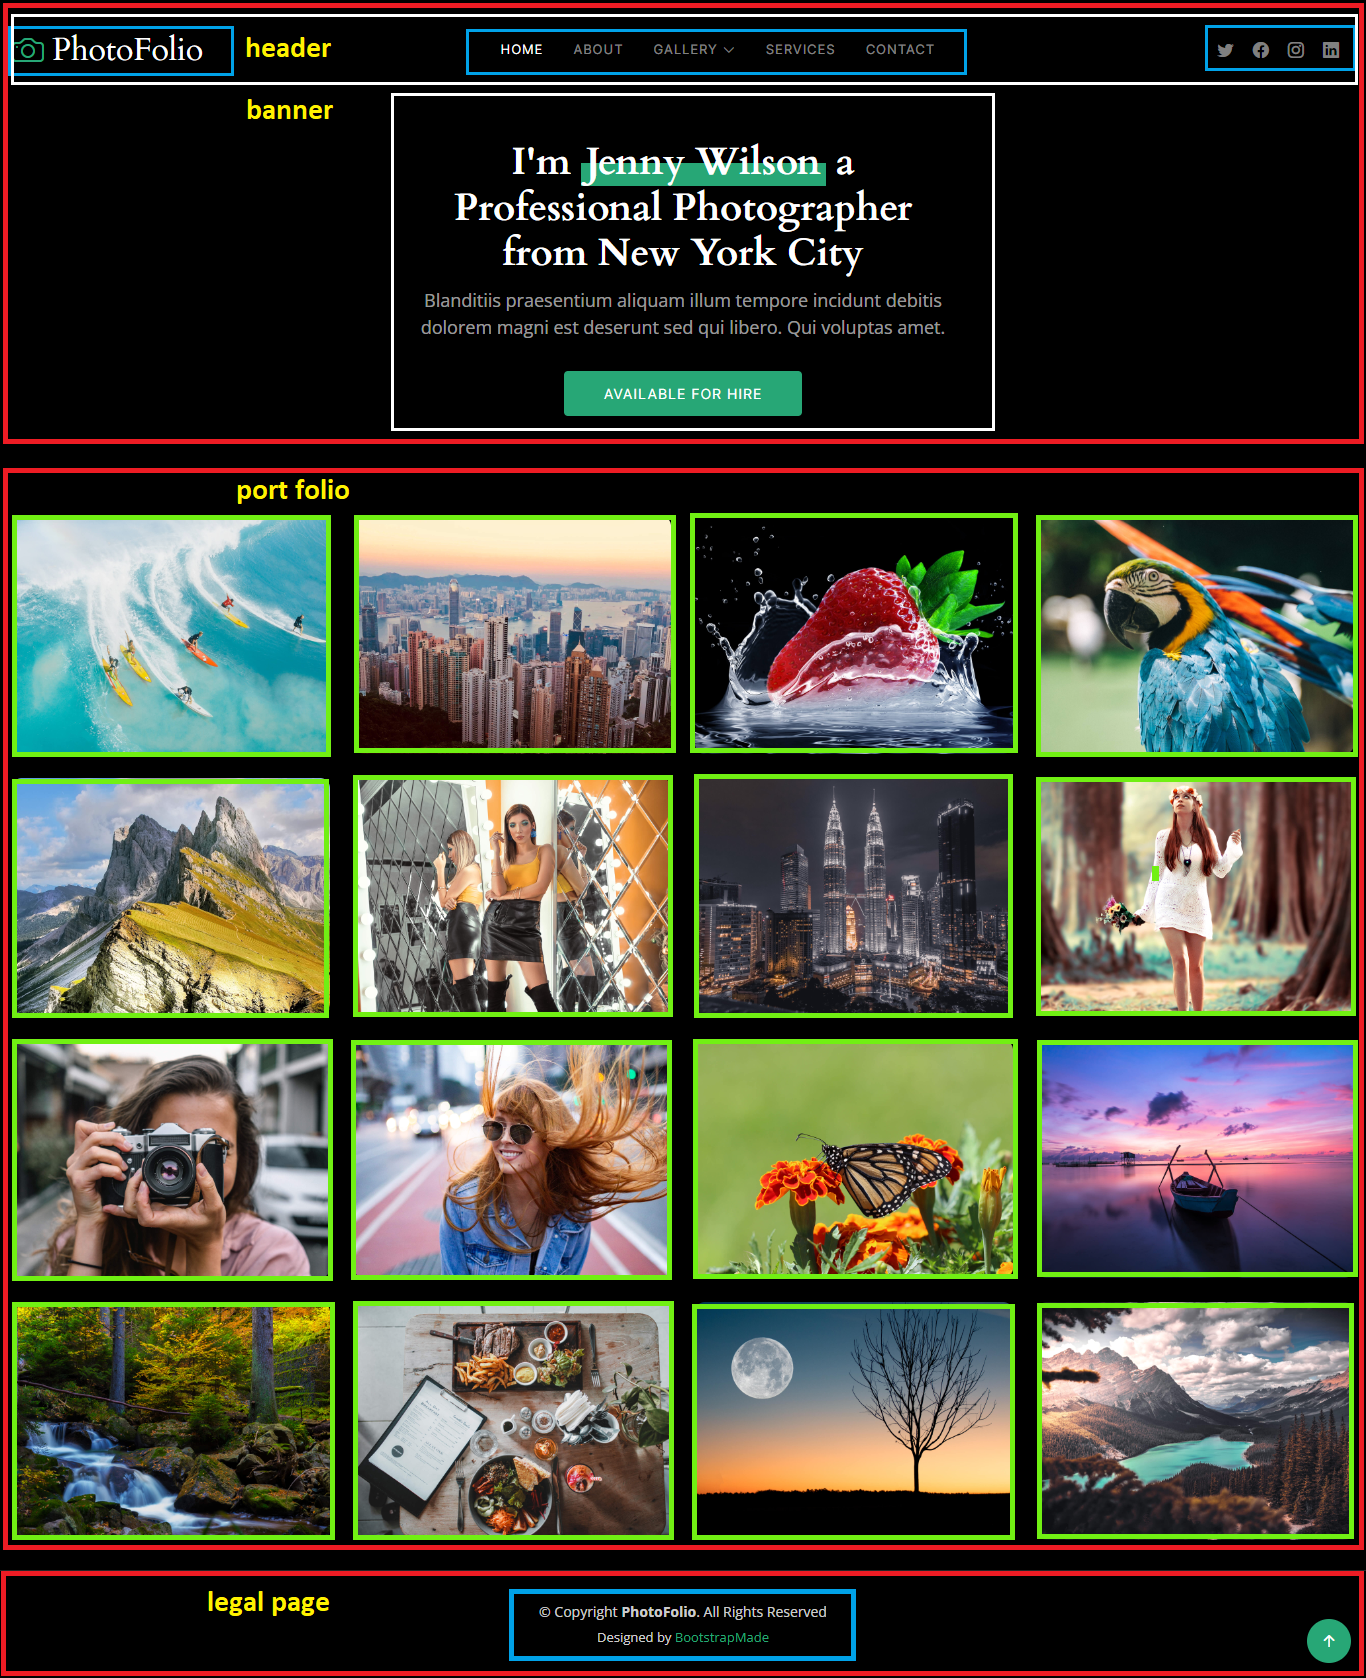 PhotoFolio
header
HOME
ABOUT
GALLERY
SERVICES
CONTACT
banner
I'm Jenny Wilson a
Professional Photographer
from New York City
Blanditiis praesentium aliquam illum tempore incidunt debitis
dolorem magni est deserunt sed qui libero. Qui voluptas amet.
AVAILABLE FOR HIRE
port folio
legal page
© Copyright PhotoFolio. All Rights Reserved
Designed by BootstrapMade